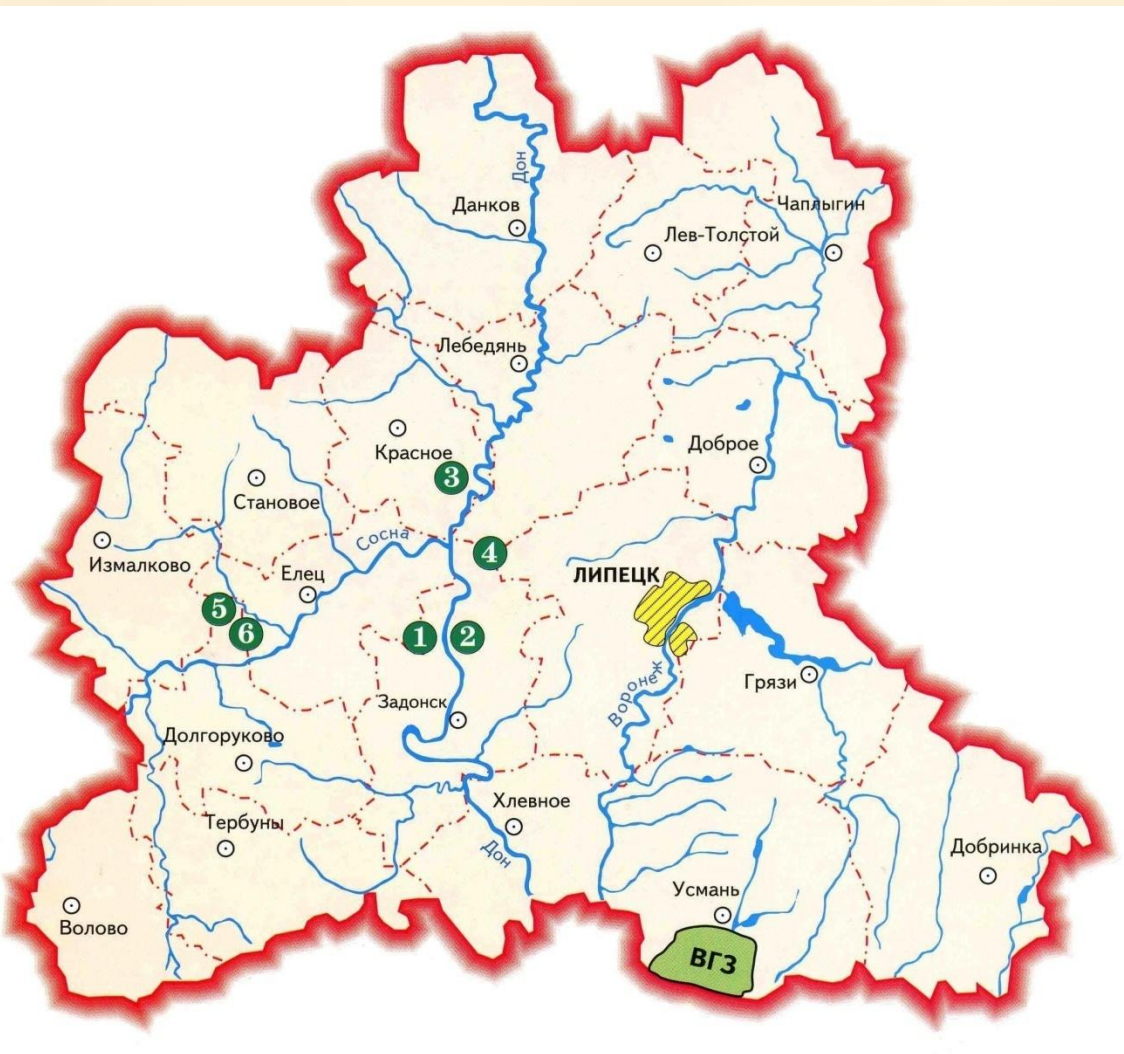 Дон
Данков
Чаплыгин
Лев-Толстой
Лебедянь
Красное
3
Доброе
Становое
Сосна
4
Измалково
Елец
ЛИПЕЦК
5
6
1
2
Воронеж
Грязи
Задонск
Долгоруково
Хлевное
Тербуны
Дон
Добринка
Усмань
Волово
ВГЗ